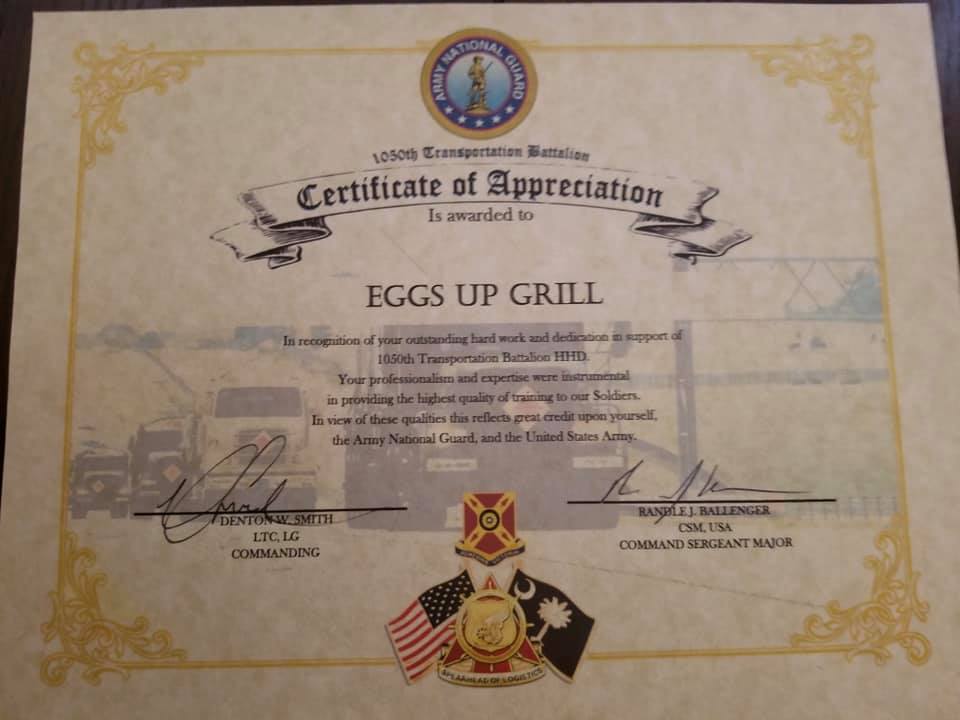 ARMY NATIONAL GUARD
1050th Transportation Battalion
Certificate of Appreciation
Is awarded to
EGGS UP GRILL
In recognition of your outstanding hard work and dedication in support of
1050th Transportation Battalion HHD.
Your professionalism and expertise were instrumental
in providing the highest quality of training to our Soldiers.
In view of these qualities this reflects great credit upon yourself,
the Army National Guard, and the United States Army.
DENTON W. SMITH
LTC, LG
COMMANDING
RANDLE J. BALLENGER
CSM, USA
COMMAND SERGEANT MAJOR
SPEARHEAD OF LOGISTICS